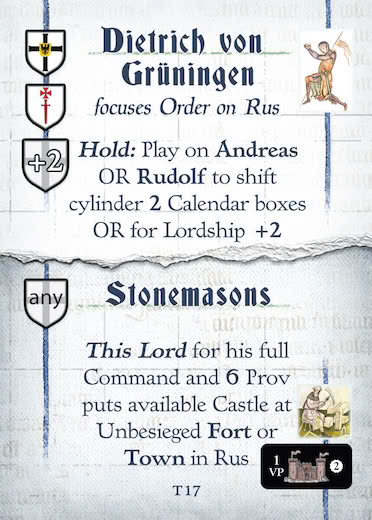 Dietrich von
Grüningen
focuses Order on Rus
+2
Hold: Play on Andreas
OR Rudolf to shift
cylinder 2 Calendar boxes
OR for Lordship +2
any
Stonemasons
This Lord for his full
Command and 6 Prov
puts available Castle at
Unbesieged Fort or
Town in Rus
1
VP
2
T17